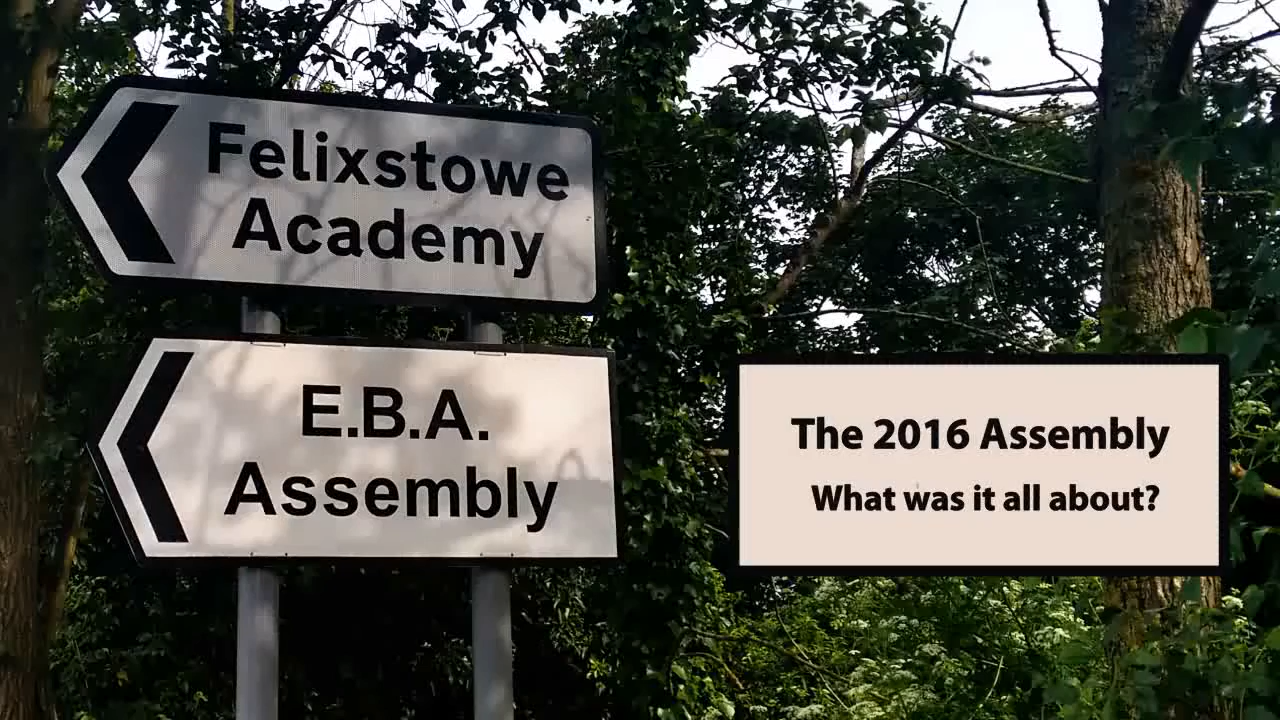 Felixstowe
Academy
E.B.A.
Assembly
The 2016 Assembly
What was it all about?